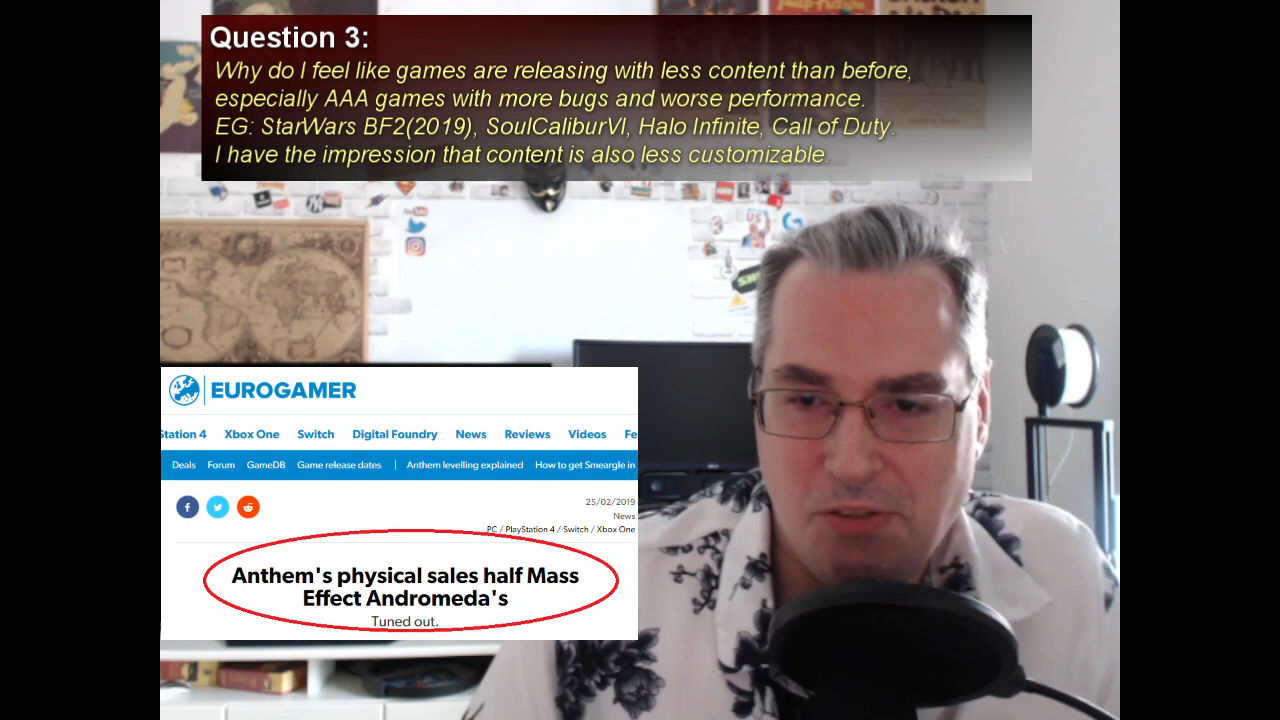 Pulp-Fiction
Question 3:
Why do I feel like games are releasing with less content than before,
especially AAA games with more bugs and worse performance.
EG: StarWars BF2(2019), SoulCaliburVI, Halo Infinite, Call of Duty.
I have the impression that content is also less customizable.
EUROGAMER
Station 4 Xbox One Switch Digital Foundry News Reviews Videos Fe
Deals Forum GameDB Game release dates | Anthem levelling explained How to get Smeargle in
25/02/2019
News
PC / PlayStation 4 / Switch / Xbox One
Anthem's physical sales half Mass
Effect Andromeda's
Tuned out.